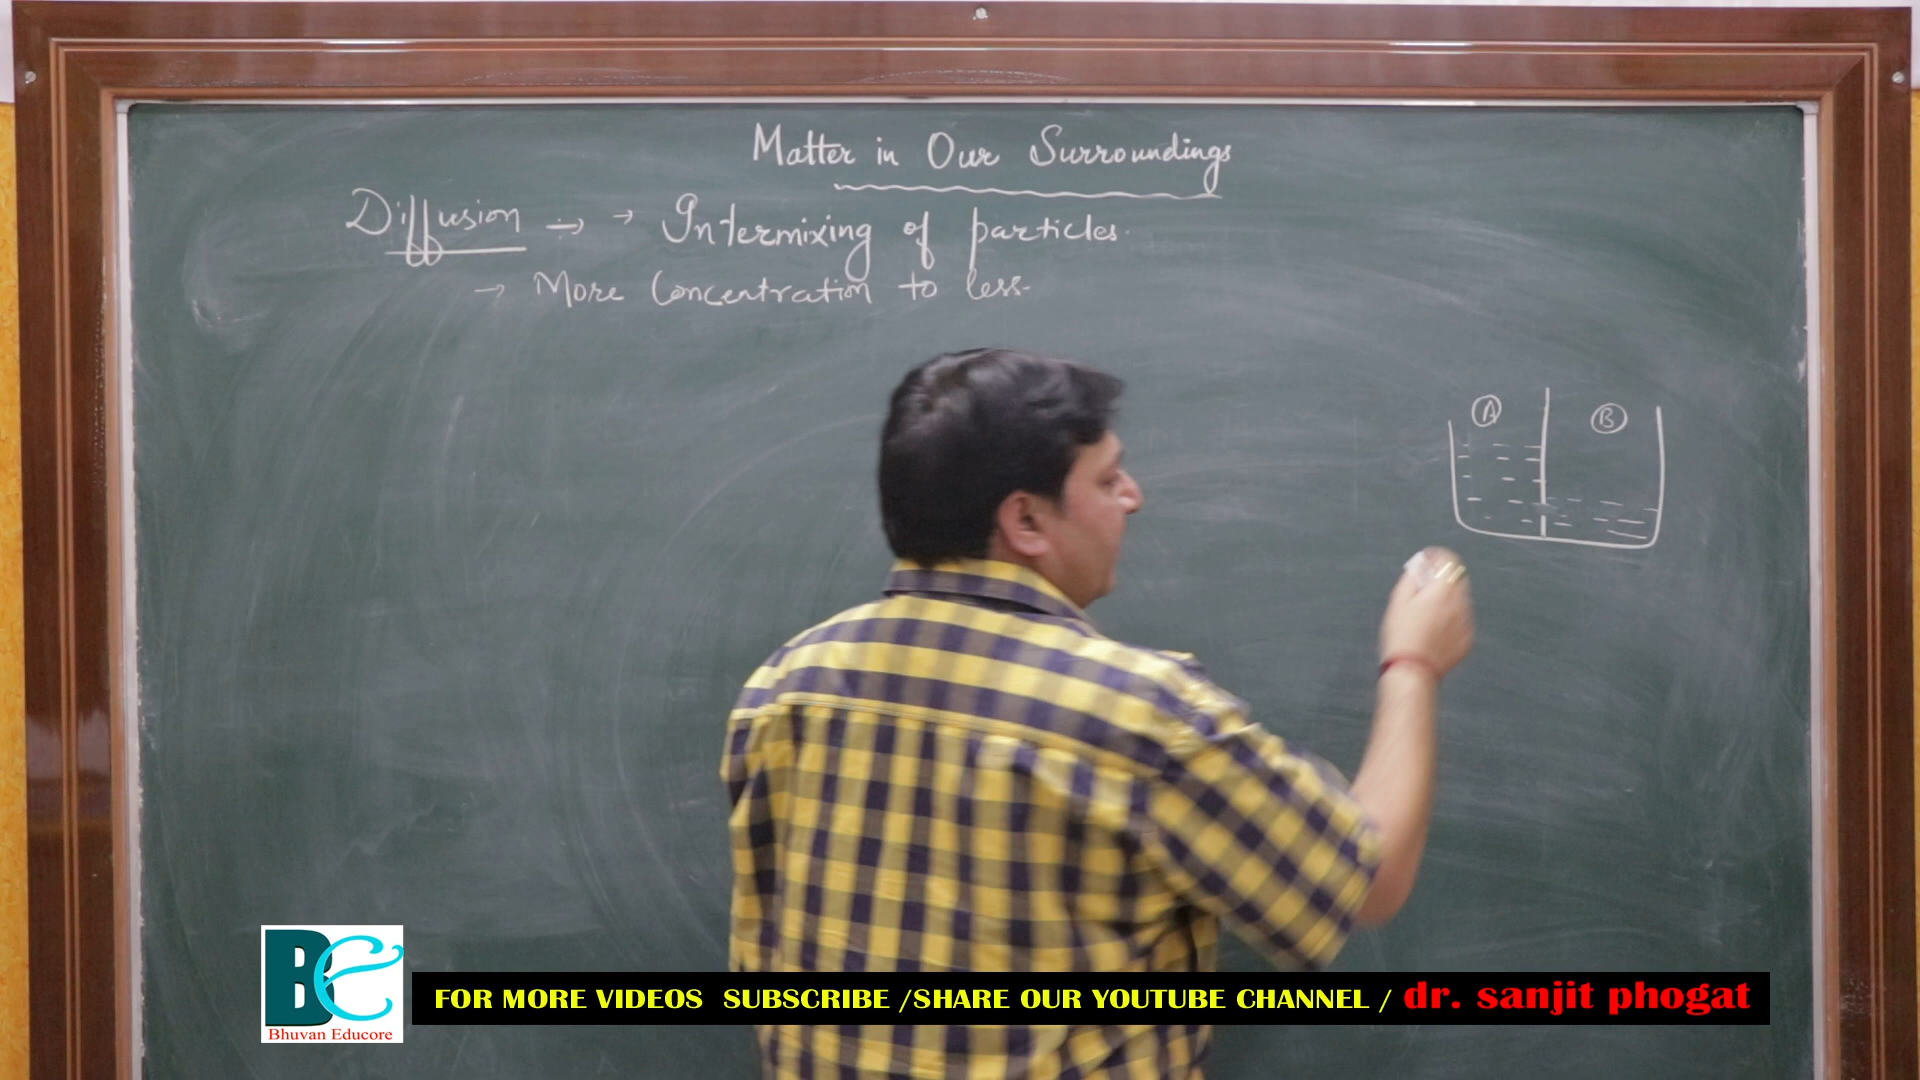 Matter in Our Surroundings
Diffusion → → Intermixing of particles.
→ More Concentration to less.
A B
BE
Bhuvan Educore
FOR MORE VIDEOS SUBSCRIBE /SHARE OUR YOUTUBE CHANNEL / dr. sanjit phogat